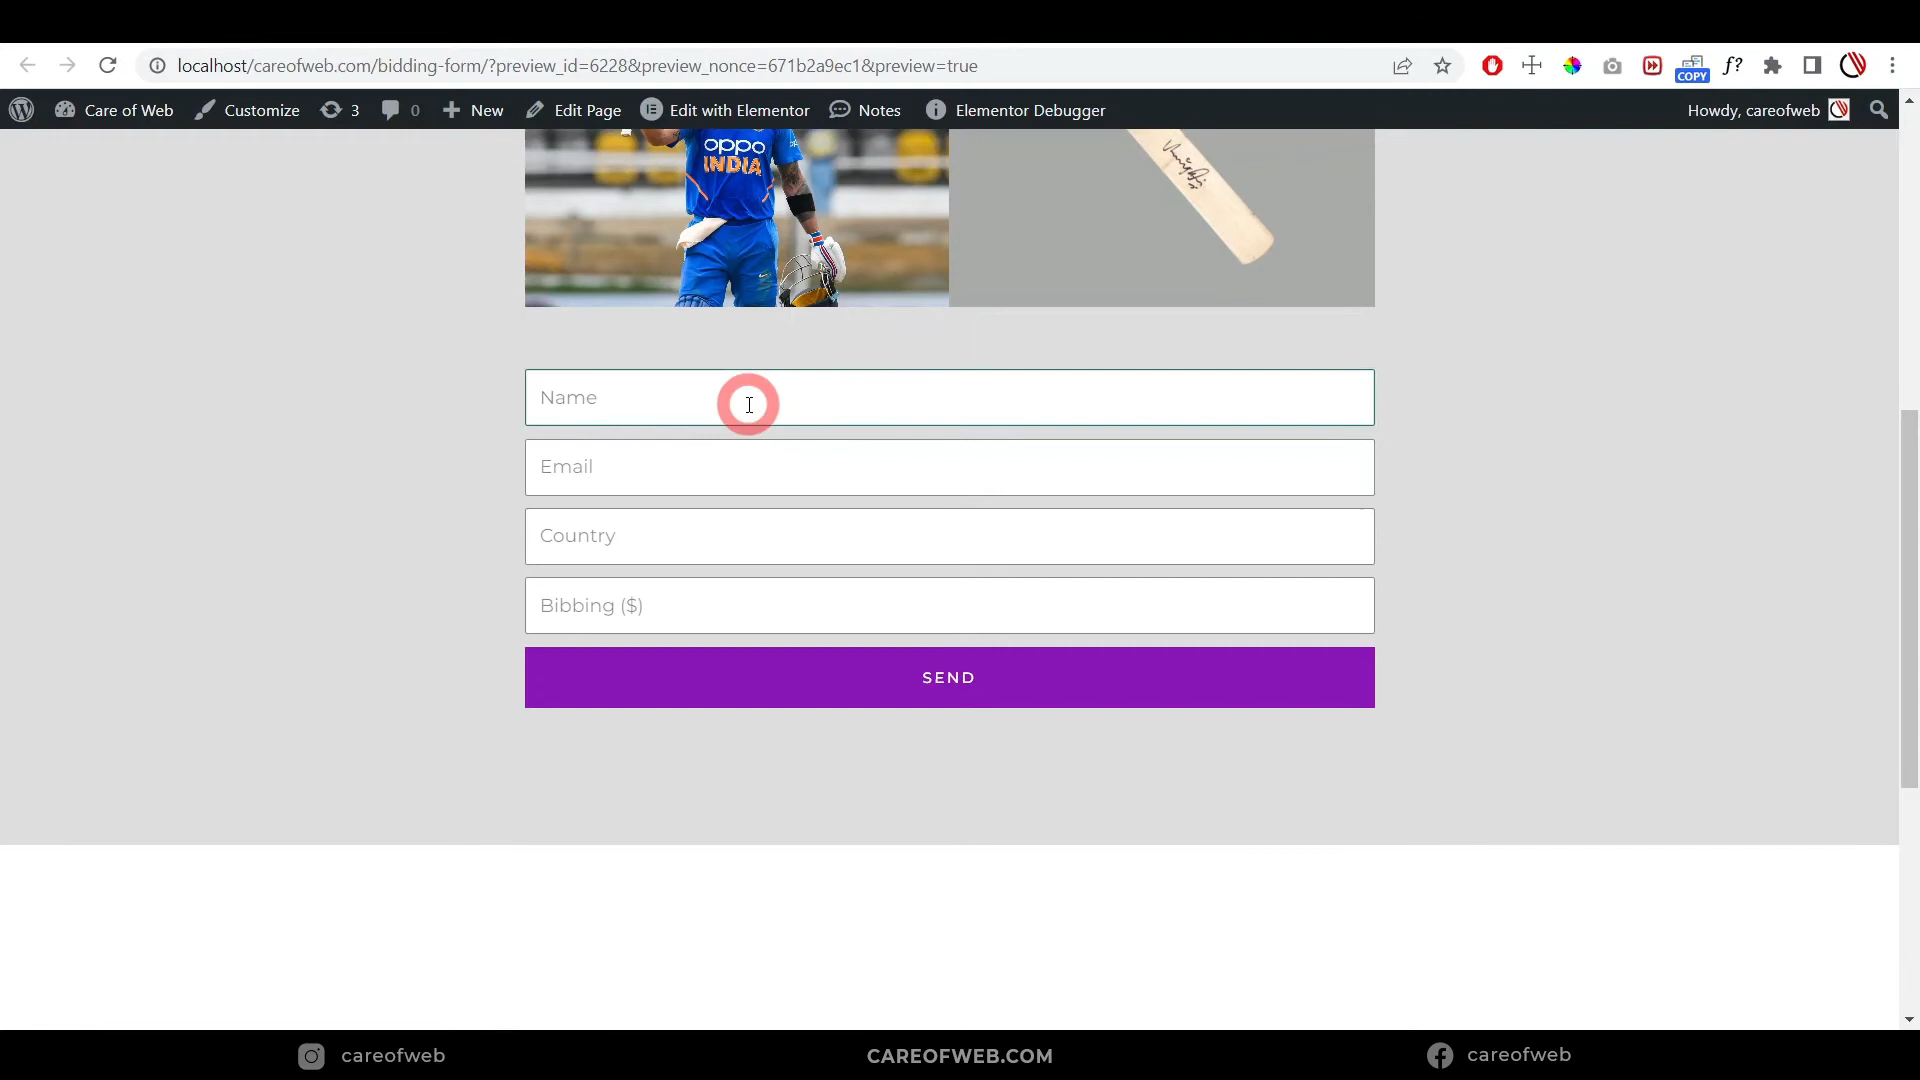 localhost/careofweb.com/bidding-form/?preview_id=6228&preview_nonce=671b2a9ec1&preview=true
COPY
f?
Care of Web
Customize
3
0
New
Edit Page
Edit with Elementor
Notes
Elementor Debugger
Howdy, careofweb
oppo
INDIA
Name
Email
Country
Bibbing ($)
SEND
careofweb
CAREOFWEB.COM
careofweb